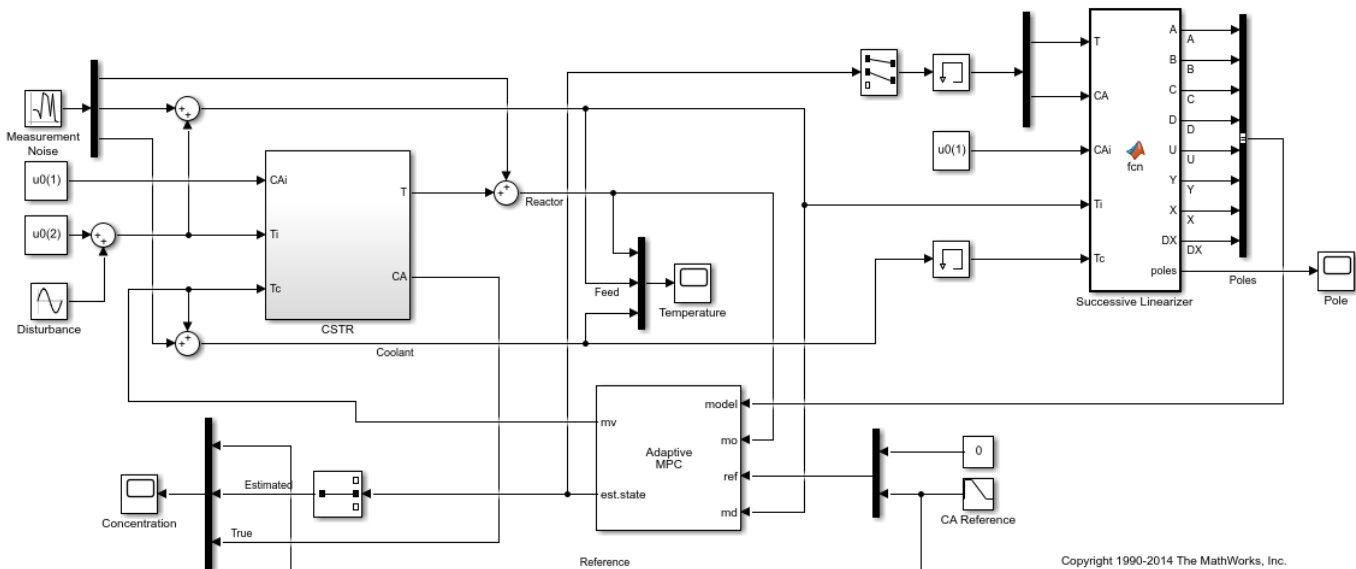 Measurement
Noise
+
+
u0(1)
u0(2)
+
+
Disturbance
+
+
CAi
Ti
Tc
T
CA
CSTR
+
+
Reactor
Feed
Temperature
Coolant
u0(1)
T
CA
CAi
Ti
Tc
fcn
A
B
C
D
U
Y
X
DX
poles
A
B
C
D
U
Y
X
DX
Successive Linearizer
Poles
Pole
mv
est.state
Adaptive
MPC
model
mo
ref
md
0
CA Reference
Concentration
Estimated
True
Reference
Copyright 1990-2014 The MathWorks, Inc.